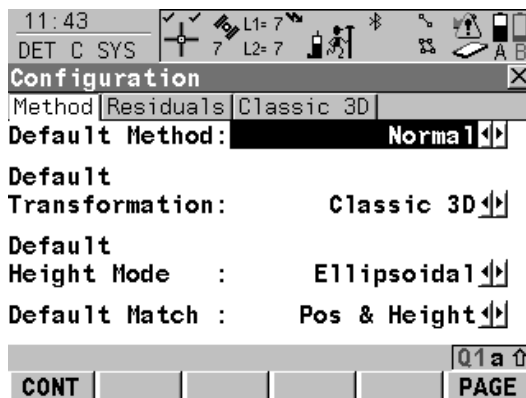 11:43
DET C SYS
7
L1= 7
L2= 7
A B
Configuration
Method Residuals Classic 3D
Default Method: Normal
Default
Transformation: Classic 3D
Default
Height Mode : Ellipsoidal
Default Match : Pos & Height
Q1 a
CONT PAGE